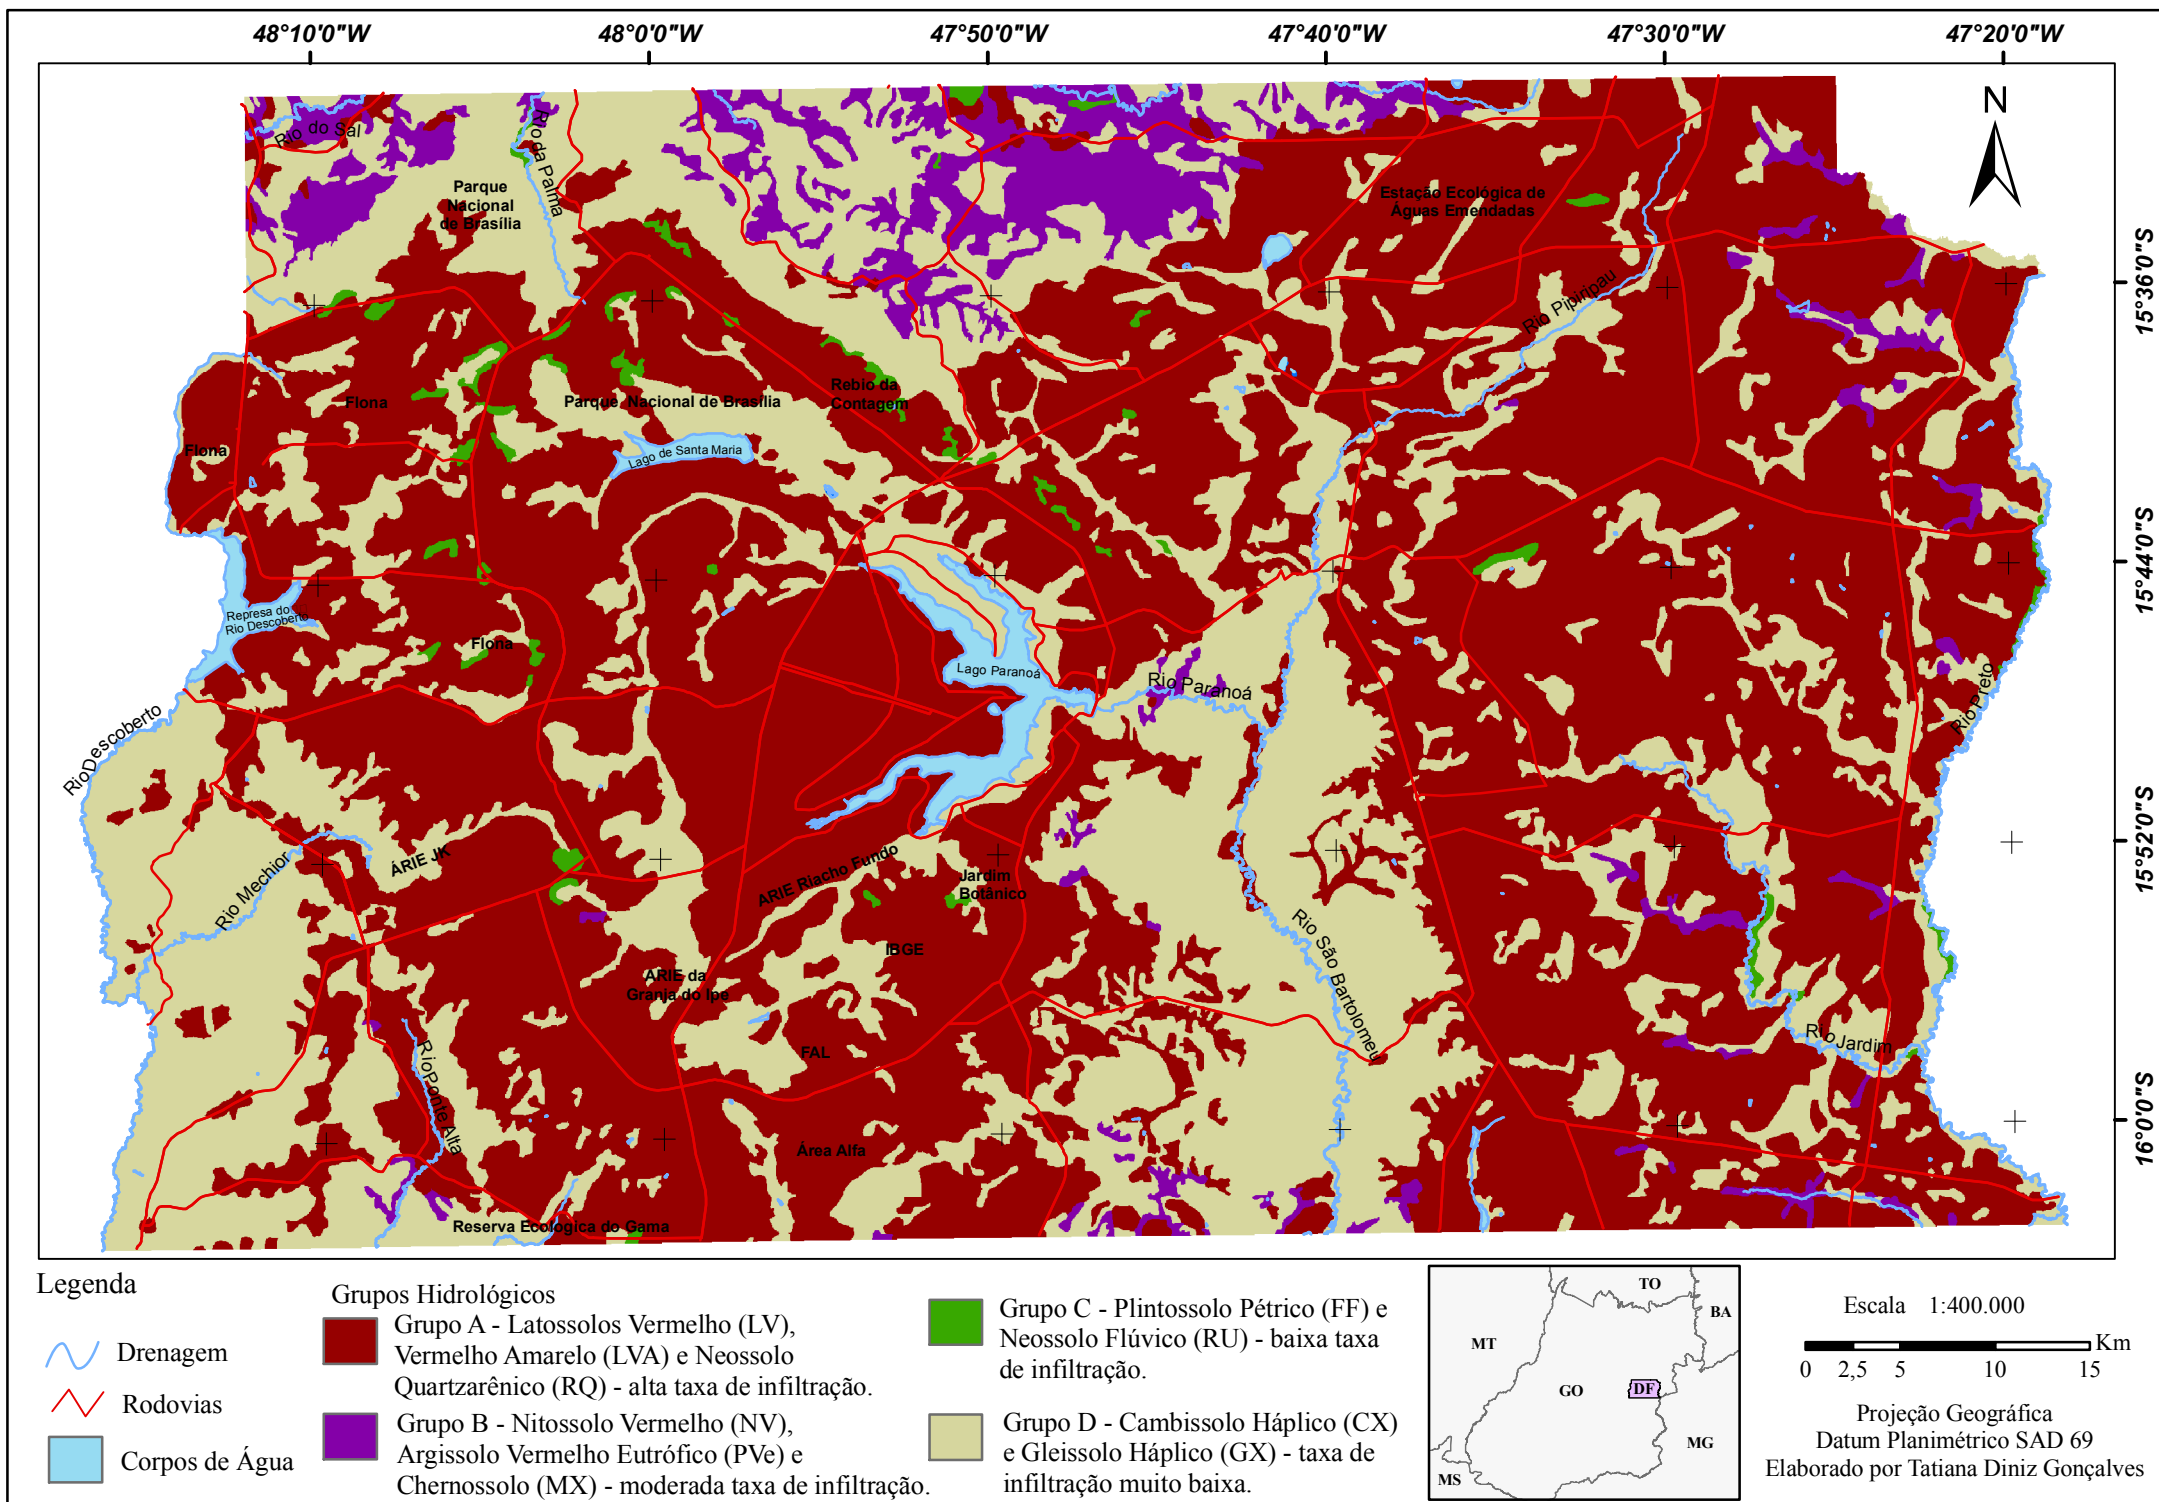 48°10'0"W
48°0'0"W
47°50'0"W
47°40'0"W
47°30'0"W
47°20'0"W
N
Rio do Sal
Rio da Palma
Parque
Nacional
de Brasília
Estação Ecológica de
Águas Emendadas
15°36'0"S
Rio Pipiripau
Flona
Parque Nacional de Brasília
Rebio da
Contagem
Flona
Lago de Santa Maria
15°44'0"S
Represa do
Rio Descoberto
Flona
Lago Paranoá
Rio Paranoá
Rio Preto
Rio Descoberto
15°52'0"S
ÁRIE JK
Rio Mechior
ARIE Riacho Fundo
Jardim
Botânico
IBGE
Rio São Bartolomeu
ARIE da
Granja do Ipe
Rio Jardim
FAL
Rio Ponte Alta
16°0'0"S
Área Alfa
Reserva Ecológica do Gama
Legenda
Drenagem
Rodovias
Corpos de Água
Grupos Hidrológicos
Grupo A - Latossolos Vermelho (LV),
Vermelho Amarelo (LVA) e Neossolo
Quartzarênico (RQ) - alta taxa de infiltração.
Grupo B - Nitossolo Vermelho (NV),
Argissolo Vermelho Eutrófico (PVe) e
Chernossolo (MX) - moderada taxa de infiltração.
Grupo C - Plintossolo Pétrico (FF) e
Neossolo Flúvico (RU) - baixa taxa
de infiltração.
Grupo D - Cambissolo Háplico (CX)
e Gleissolo Háplico (GX) - taxa de
infiltração muito baixa.
TO
BA
MT
GO
DF
MG
MS
Escala 1:400.000
Km
0 2,5 5 10 15
Projeção Geográfica
Datum Planimétrico SAD 69
Elaborado por Tatiana Diniz Gonçalves